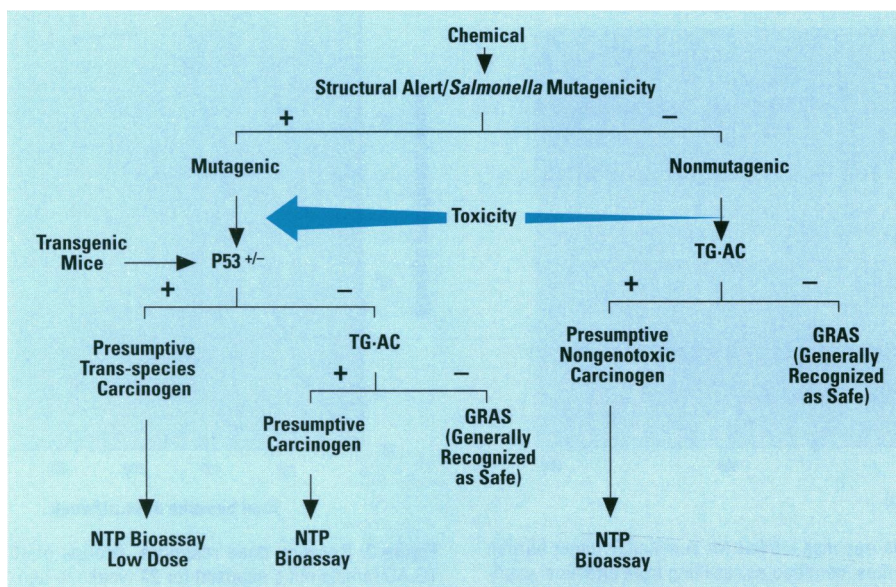 Chemical
Structural Alert/Salmonella Mutagenicity
+
–
Mutagenic
Nonmutagenic
Toxicity
Transgenic
Mice
P53 +/–
TG·AC
+
–
+
–
Presumptive
Trans-species
Carcinogen
TG·AC
Presumptive
Nongenotoxic
Carcinogen
GRAS
(Generally
Recognized
as Safe)
+
–
Presumptive
Carcinogen
GRAS
(Generally
Recognized
as Safe)
NTP Bioassay
Low Dose
NTP
Bioassay
NTP
Bioassay